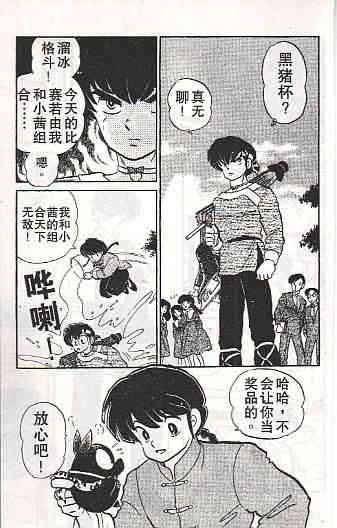 黑猪杯？
真无
聊！
溜冰
格斗！
今天的比
赛若由我
和小茜组
合……
嗯。
我和小
茜的组
合天下
无敌！
哈哈，不
会让你当
奖品的。
放心吧！